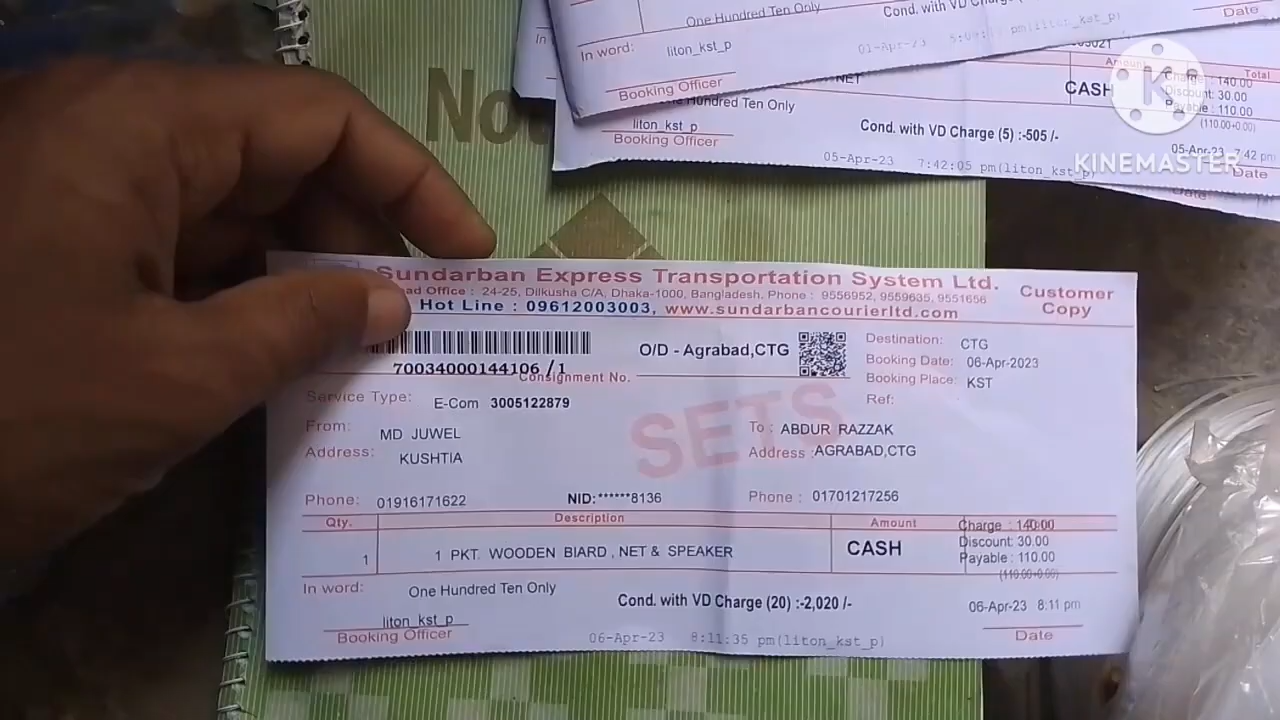 One Hundred Ten Only
Cond. with VD Charge
In word:
liton_kst_p
01-Apr-23
Date
Booking Officer
In
NET
Amount
Total
CASH
Charge : 140.00
Discount: 30.00
Payable : 110.00
(110.00+0.00)
Hundred Ten Only
liton_kst_p
Booking Officer
Cond. with VD Charge (5) :-505 /-
05-Apr-23 7:42:05 pm(liton_kst_p)
05-Apr-23 7:42 pm
Date
Date
KINEMASTER
Sundarban Express Transportation System Ltd.
Office : 24-25, Dilkusha C/A, Dhaka-1000, Bangladesh. Phone : 9556952, 9559635, 9551656
Hot Line : 09612003003, www.sundarbancourierltd.com
Customer
Copy
70034000144106 /1
Consignment No.
O/D - Agrabad,CTG
Destination: CTG
Booking Date: 06-Apr-2023
Booking Place: KST
Ref:
Service Type: E-Com 3005122879
SETS
From: MD JUWEL
Address: KUSHTIA
To : ABDUR RAZZAK
Address : AGRABAD,CTG
Phone: 01916171622
NID:******8136
Phone : 01701217256
Qty. Description Amount
1 1 PKT. WOODEN BIARD , NET & SPEAKER
CASH
Charge : 140.00
Discount: 30.00
Payable : 110.00
(110.00+0.00)
In word: One Hundred Ten Only
Cond. with VD Charge (20) :-2,020 /-
06-Apr-23 8:11 pm
liton_kst_p
Booking Officer
06-Apr-23 8:11:35 pm(liton_kst_p)
Date